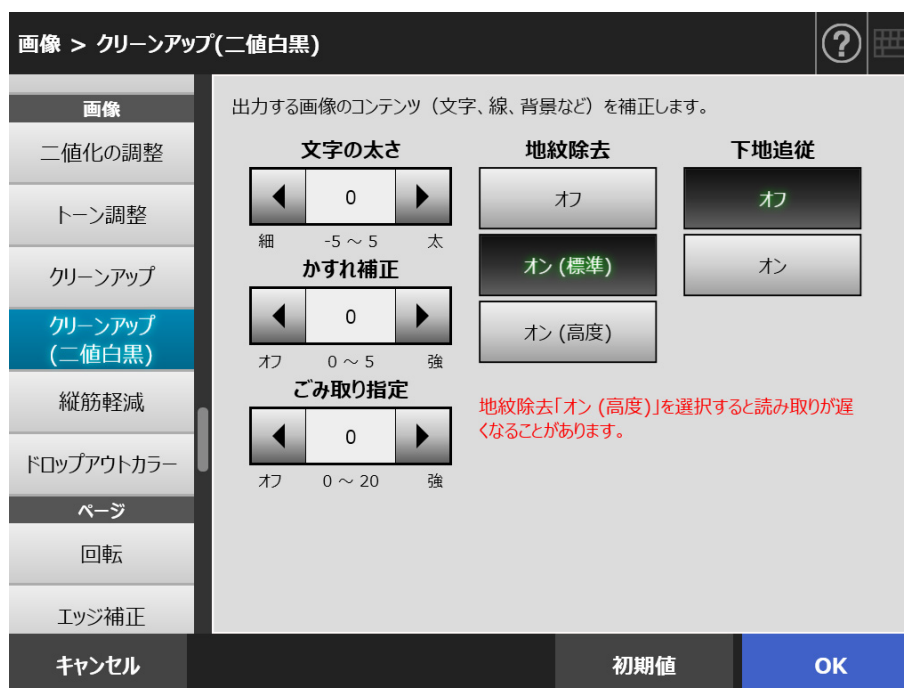 画像 > クリーンアップ(二値白黒)
?
画像
二値化の調整
トーン調整
クリーンアップ
クリーンアップ
(二値白黒)
縦筋軽減
ドロップアウトカラー
ページ
回転
エッジ補正
出力する画像のコンテンツ（文字、線、背景など）を補正します。
文字の太さ
0
細 -5 ～ 5 太
かすれ補正
0
オフ 0 ～ 5 強
ごみ取り指定
0
オフ 0 ～ 20 強
地紋除去
オフ
オン (標準)
オン (高度)
下地追従
オフ
オン
地紋除去「オン (高度)」を選択すると読み取りが遅
くなることがあります。
キャンセル
初期値
OK